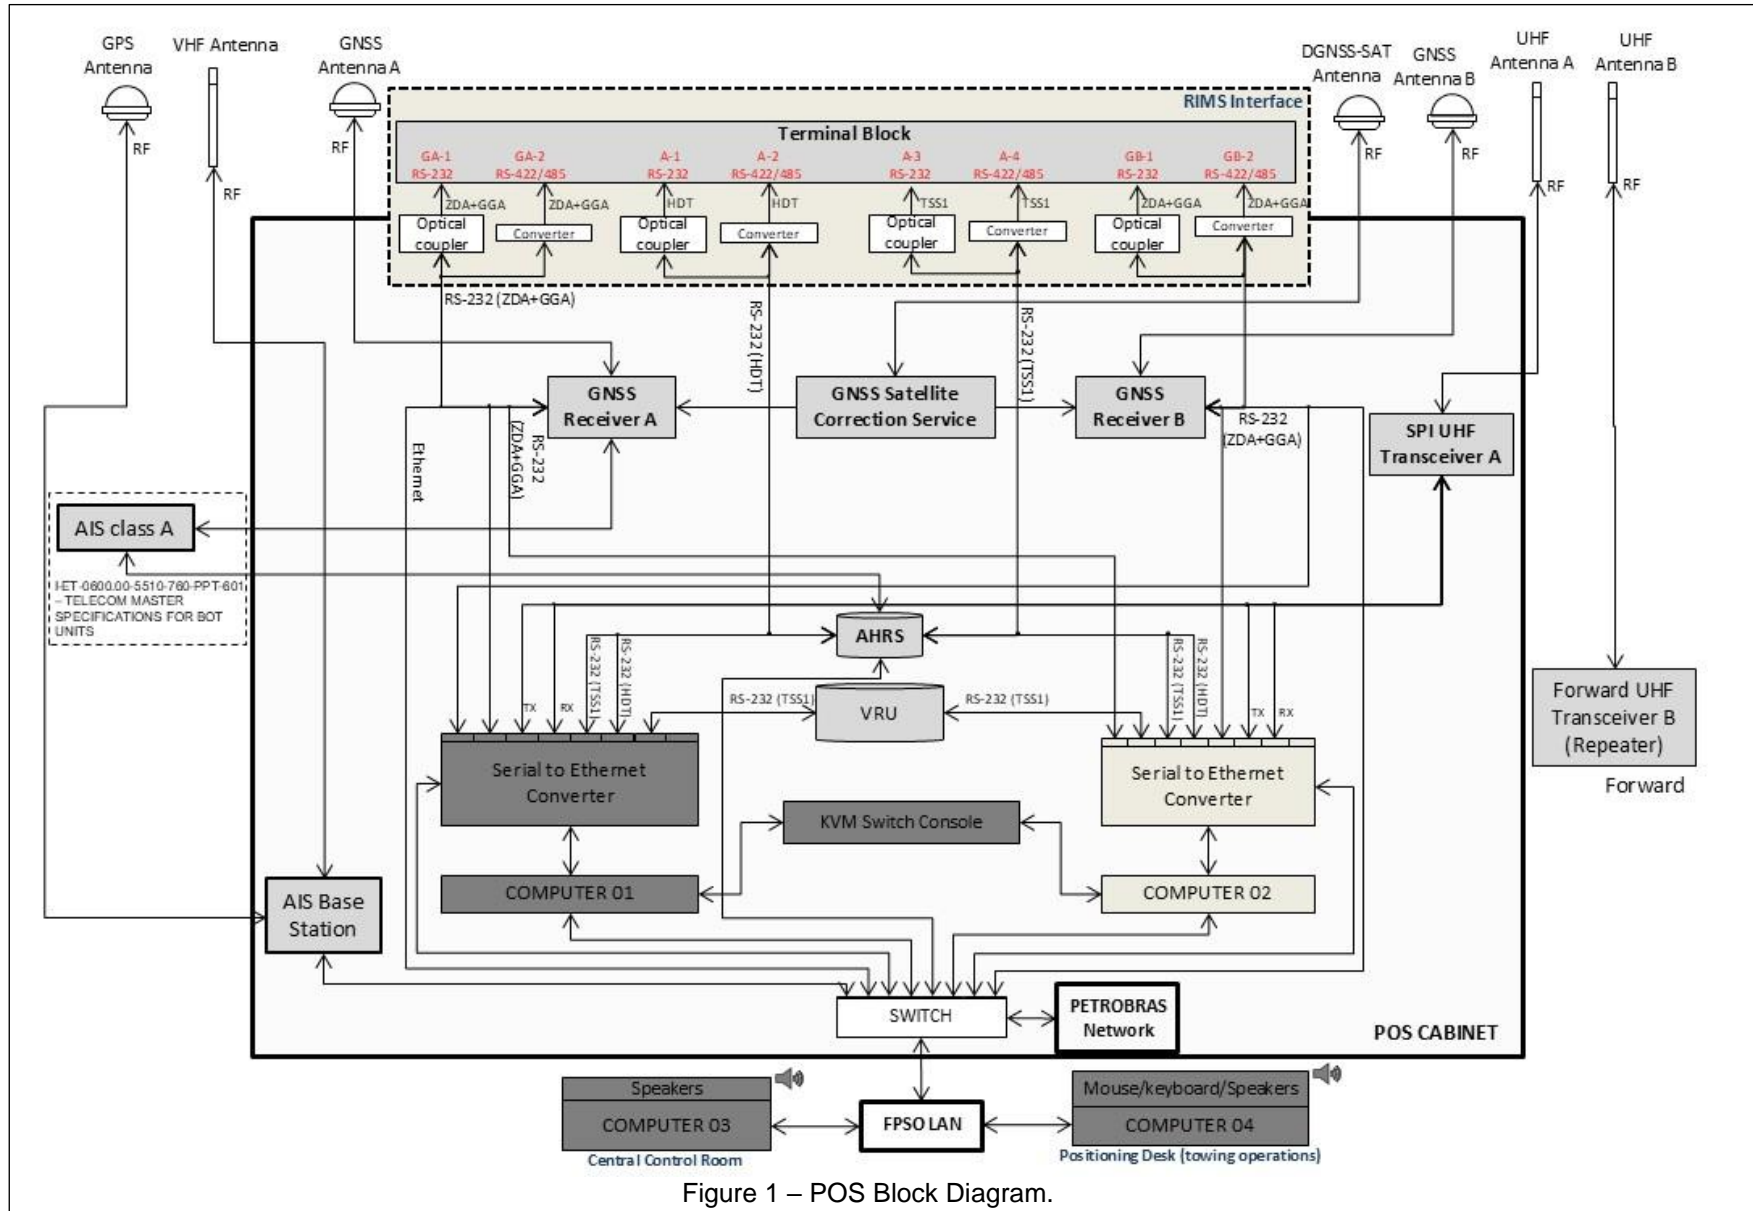 GPS
Antenna
VHF Antenna
GNSS
Antenna A
DGNSS-SAT
Antenna
GNSS
Antenna B
UHF
Antenna A
UHF
Antenna B
RF
RF
RF
RF
RF
RF
RF
RIMS Interface
Terminal Block
GA-1
RS-232
GA-2
RS-422/485
A-1
RS-232
A-2
RS-422/485
A-3
RS-232
A-4
RS-422/485
GB-1
RS-232
GB-2
RS-422/485
ZDA+GGA
ZDA+GGA
HDT
HDT
TSS1
TSS1
ZDA+GGA
ZDA+GGA
Optical
coupler
Converter
Optical
coupler
Converter
Optical
coupler
Converter
Optical
coupler
Converter
RS-232 (ZDA+GGA)
RS-232 (HDT)
RS-232 (TSS1)
GNSS
Receiver A
GNSS Satellite
Correction Service
GNSS
Receiver B
RS-232
(ZDA+GGA)
SPI UHF
Transceiver A
Ethernet
RS-232
(ZDA+GGA)
AIS class A
I-ET-0600.00-5510-760-PPT-601
– TELECOM MASTER
SPECIFICATIONS FOR BOT
UNITS
AHRS
VRU
RS-232 (TSS1)
RS-232 (TSS1)
TX
RX
RS-232 (TSS1)
RS-232 (HDT)
RS-232 (TSS1)
RS-232 (HDT)
TX
RX
Serial to Ethernet
Converter
Serial to Ethernet
Converter
KVM Switch Console
COMPUTER 01
COMPUTER 02
Forward UHF
Transceiver B
(Repeater)
Forward
AIS Base
Station
SWITCH
PETROBRAS
Network
POS CABINET
Speakers
COMPUTER 03
Central Control Room
FPSO LAN
Mouse/keyboard/Speakers
COMPUTER 04
Positioning Desk (towing operations)
Figure 1 – POS Block Diagram.